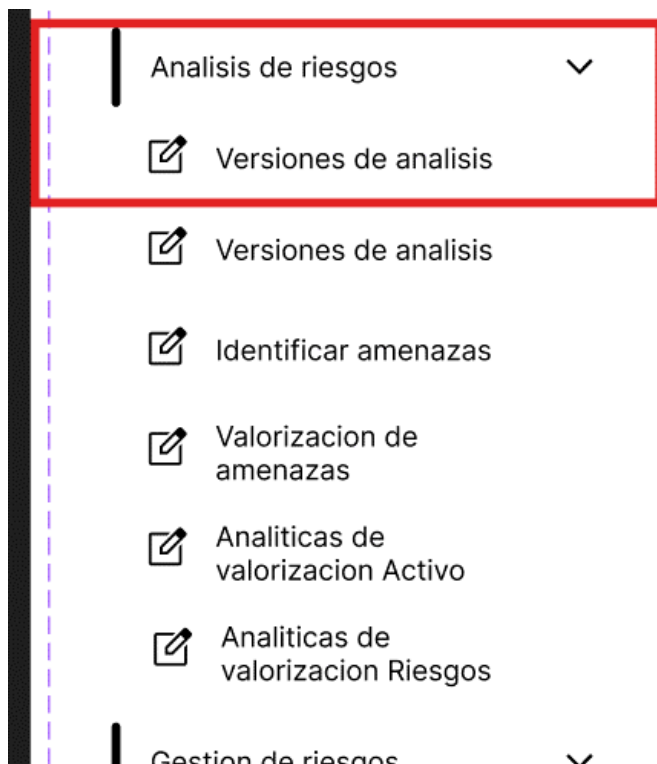 Analisis de riesgos
Versiones de analisis
Versiones de analisis
Identificar amenazas
Valorizacion de
amenazas
Analiticas de
valorizacion Activo
Analiticas de
valorizacion Riesgos
Gestion de riesgos